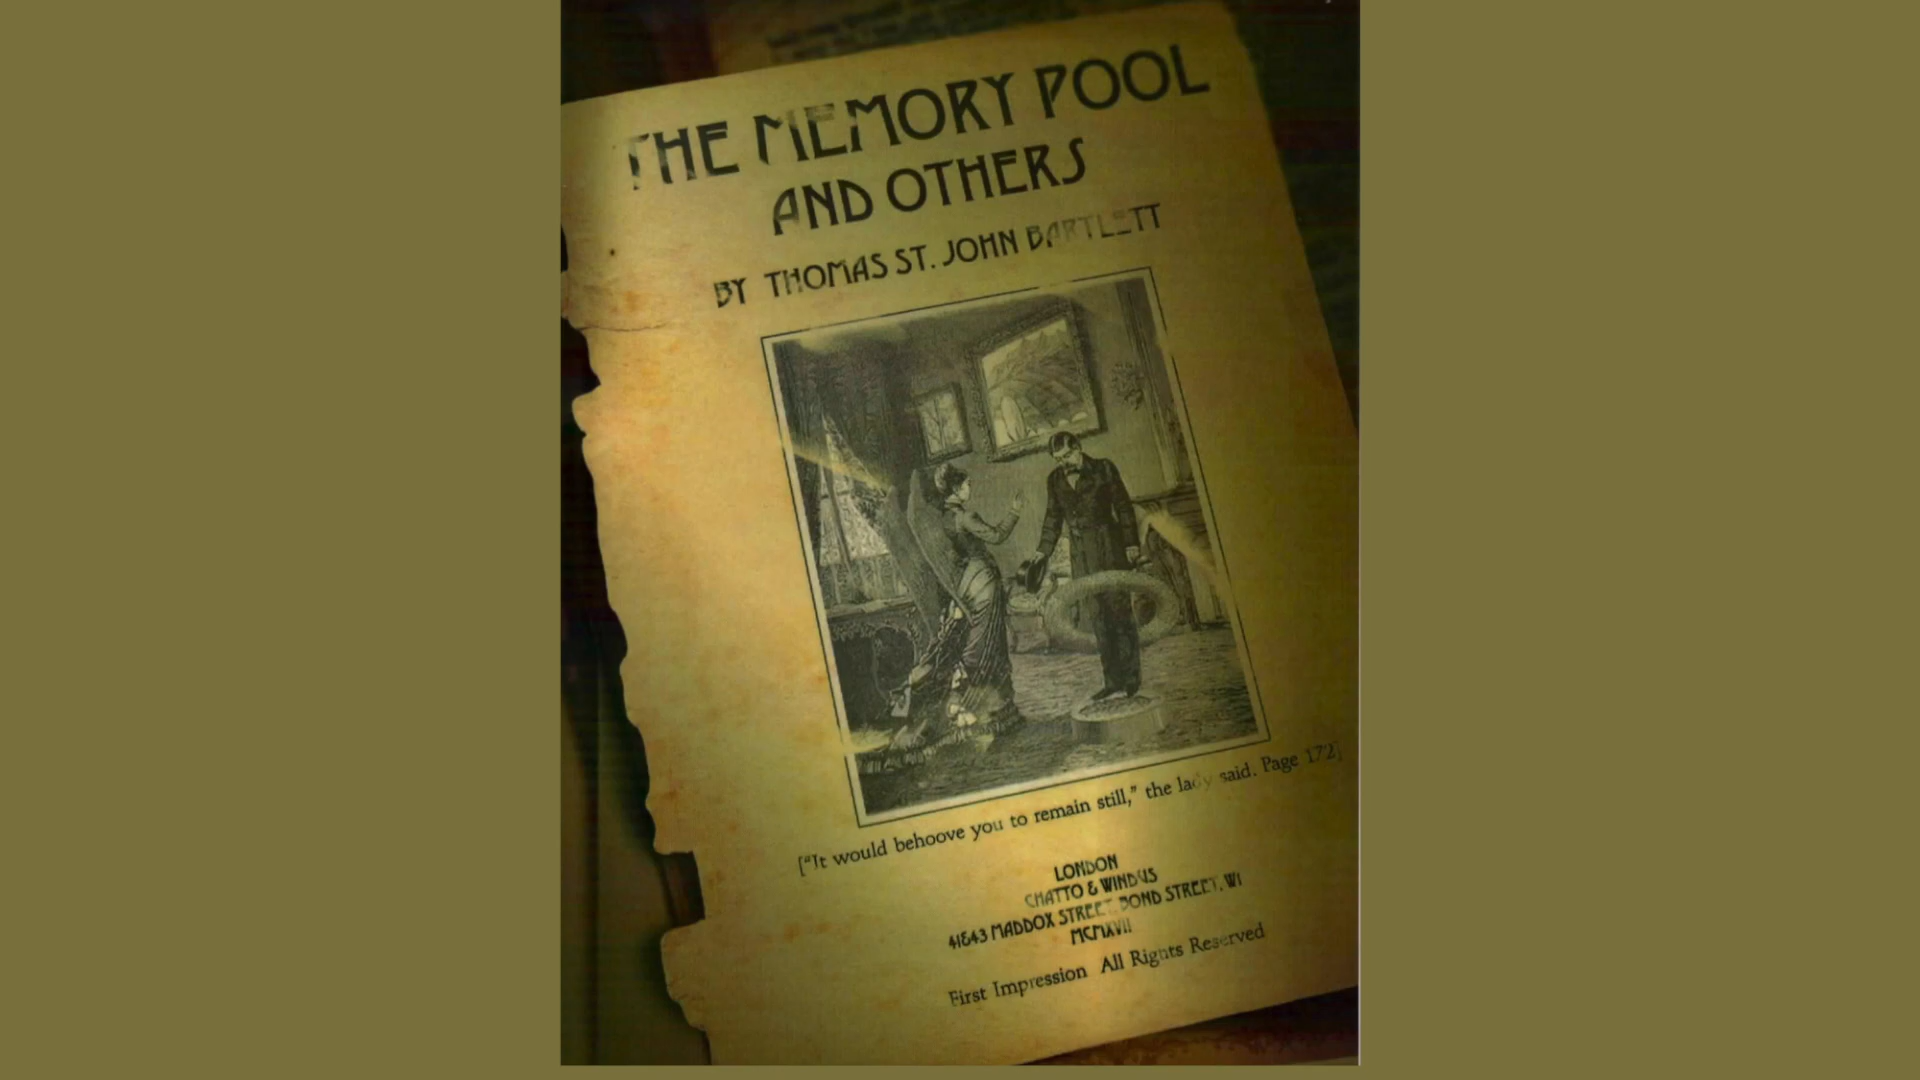 THE MEMORY POOL
AND OTHERS
BY THOMAS ST. JOHN BARTLETT
["It would behoove you to remain still," the lady said. Page 172]
LONDON
CHATTO & WINDUS
41&43 MADDOX STREET, BOND STREET, W1
MCMXVII
First Impression All Rights Reserved